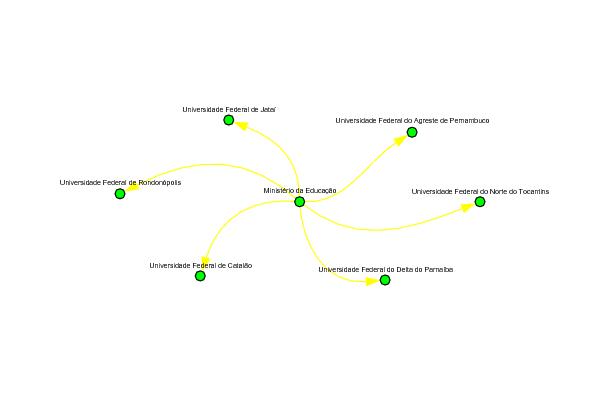 Universidade Federal de Jataí
Universidade Federal do Agreste de Pernambuco
Universidade Federal de Rondonópolis
Ministério da Educação
Universidade Federal do Norte do Tocantins
Universidade Federal de Catalão
Universidade Federal do Delta do Parnaíba